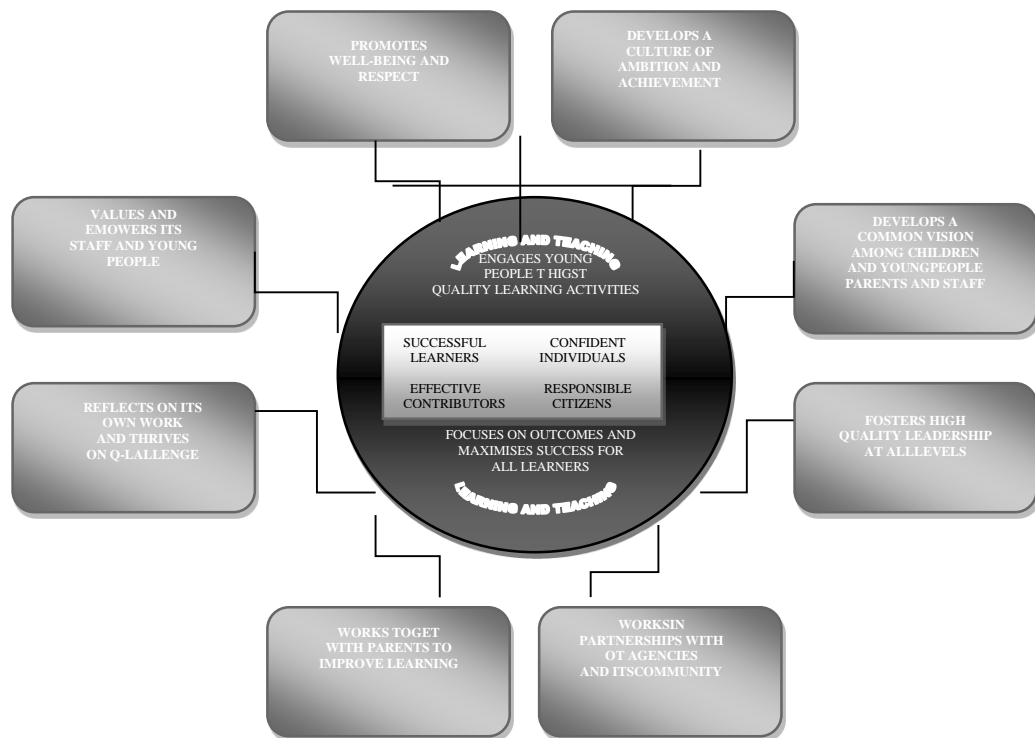 PROMOTES
WELL-BEING AND
RESPECT
DEVELOPS A
CULTURE OF
AMBITION AND
ACHIEVEMENT
VALUES AND
EMOWERS ITS
STAFF AND YOUNG
PEOPLE
DEVELOPS A
COMMON VISION
AMONG CHILDREN
AND YOUNGPEOPLE
PARENTS AND STAFF
LEARNING AND TEACHING
ENGAGES YOUNG
PEOPLE T HIGST
QUALITY LEARNING ACTIVITIES
SUCCESSFUL
LEARNERS
CONFIDENT
INDIVIDUALS
EFFECTIVE
CONTRIBUTORS
RESPONSIBLE
CITIZENS
FOCUSES ON OUTCOMES AND
MAXIMISES SUCCESS FOR
ALL LEARNERS
LEARNING AND TEACHING
REFLECTS ON ITS
OWN WORK
AND THRIVES
ON Q-LALLENGE
FOSTERS HIGH
QUALITY LEADERSHIP
AT ALLLEVELS
WORKS TOGET
WITH PARENTS TO
IMPROVE LEARNING
WORKSIN
PARTNERSHIPS WITH
OT AGENCIES
AND ITSCOMMUNITY